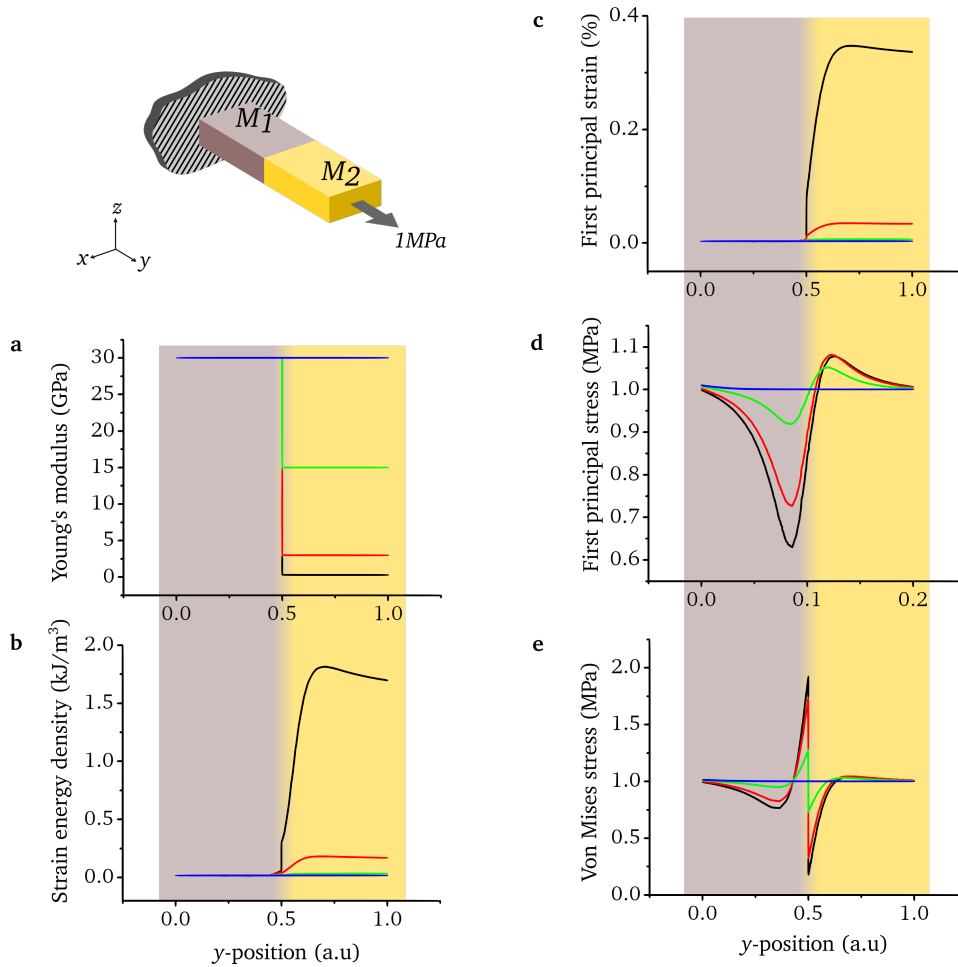 M1
M2
1MPa
z
x
y
a
Young's modulus (GPa)
30
25
20
15
10
5
0
0.0 0.5 1.0
b
Strain energy density (kJ/m³)
2.0
1.5
1.0
0.5
0.0
0.0 0.5 1.0
y-position (a.u)
c
First principal strain (%)
0.4
0.2
0.0
0.0 0.5 1.0
d
First principal stress (MPa)
1.1
1.0
0.9
0.8
0.7
0.6
0.0 0.1 0.2
e
Von Mises stress (MPa)
2.0
1.5
1.0
0.5
0.0
0.0 0.5 1.0
y-position (a.u)